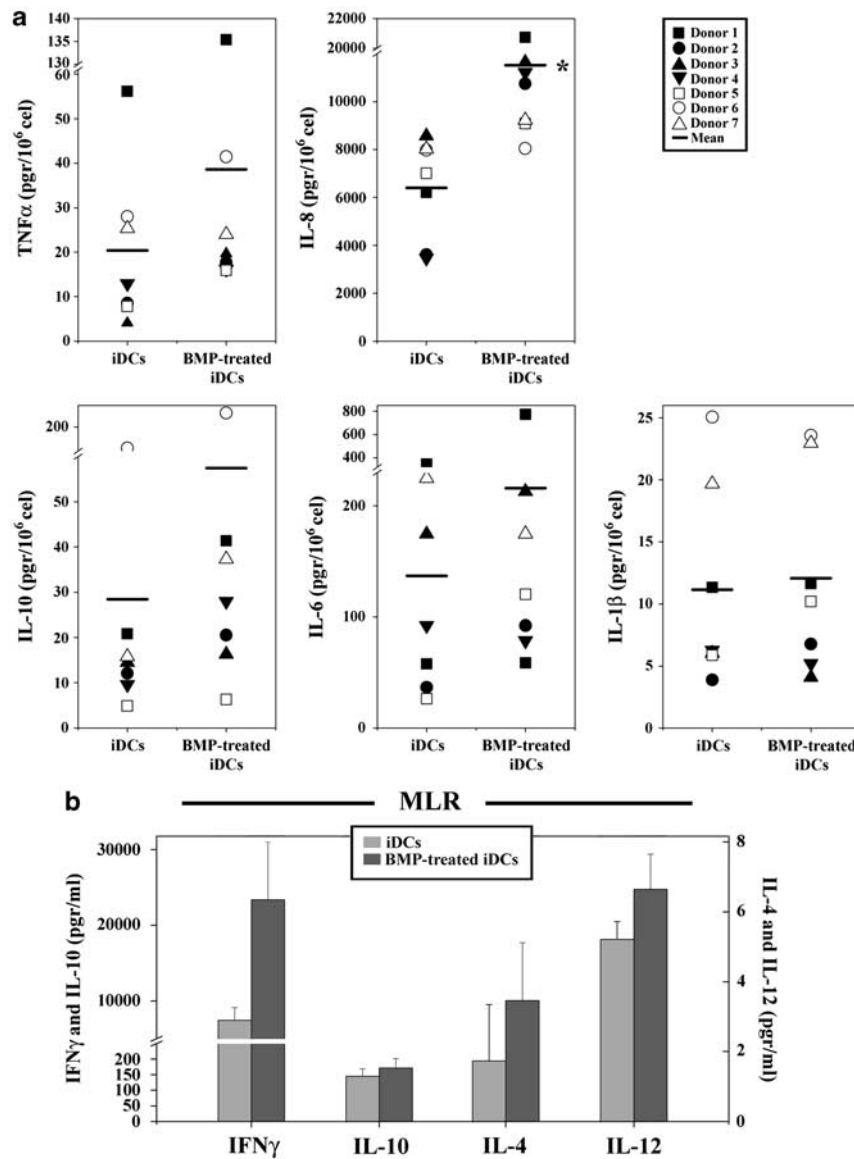 a
TNFα (pgr/10⁶ cel)
140
135
130
60
40
30
20
10
0
iDCs
BMP-treated
iDCs
IL-8 (pgr/10⁶ cel)
22000
20000
10000
8000
6000
4000
2000
0
*
iDCs
BMP-treated
iDCs
Donor 1
Donor 2
Donor 3
Donor 4
Donor 5
Donor 6
Donor 7
Mean
IL-10 (pgr/10⁶ cel)
200
50
40
30
20
10
0
iDCs
BMP-treated
iDCs
IL-6 (pgr/10⁶ cel)
800
600
400
200
100
0
iDCs
BMP-treated
iDCs
IL-1β (pgr/10⁶ cel)
25
20
15
10
5
0
iDCs
BMP-treated
iDCs
b
MLR
iDCs
BMP-treated iDCs
IFNγ and IL-10 (pgr/ml)
30000
20000
10000
200
150
100
50
0
IL-4 and IL-12
(pgr/ml)
8
6
4
2
0
IFNγ
IL-10
IL-4
IL-12